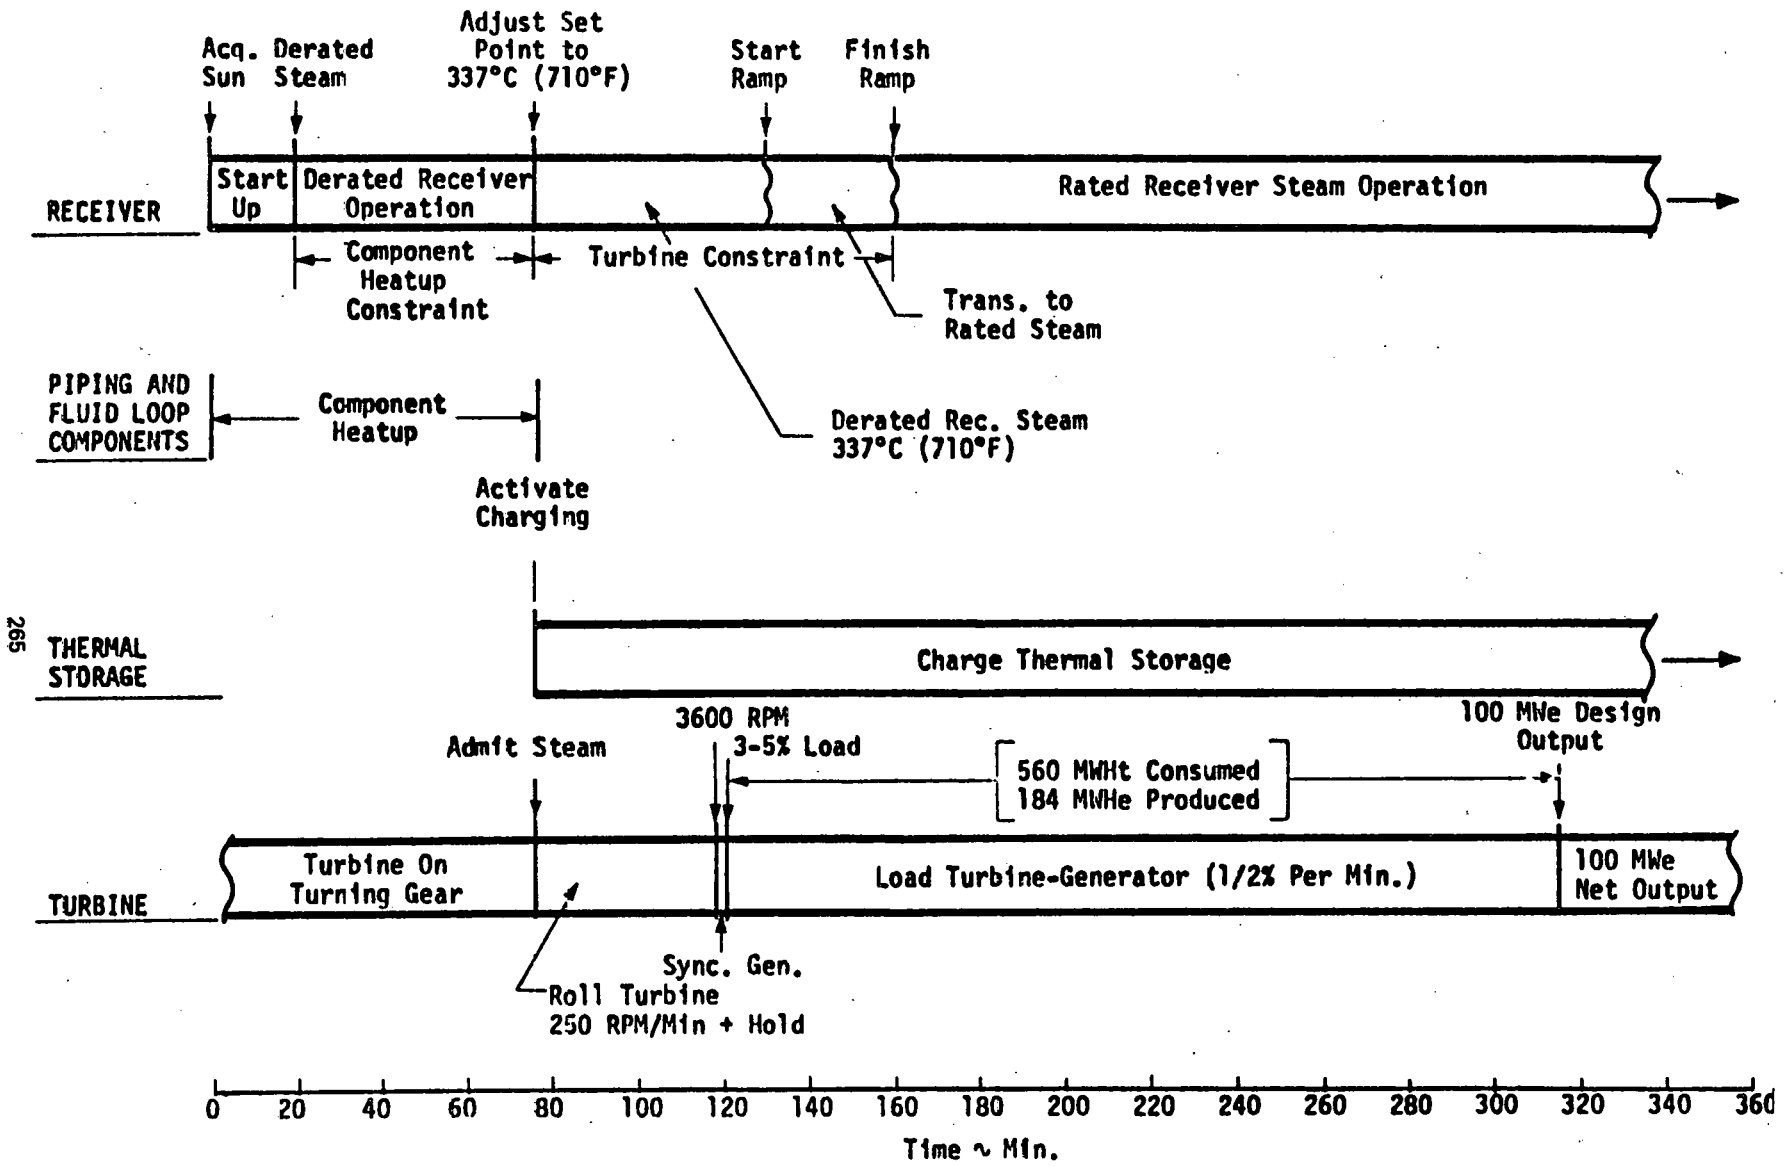 Adjust Set
Point to
337°C (710°F)
Acq. Derated
Sun Steam
Start
Ramp
Finish
Ramp
RECEIVER
Start
Up
Derated Receiver
Operation
Rated Receiver Steam Operation
Component
Heatup
Constraint
Turbine Constraint
Trans. to
Rated Steam
PIPING AND
FLUID LOOP
COMPONENTS
Component
Heatup
Derated Rec. Steam
337°C (710°F)
Activate
Charging
265
THERMAL
STORAGE
Charge Thermal Storage
3600 RPM
3-5% Load
100 MWe Design
Output
Admit Steam
560 MWHt Consumed
184 MWHe Produced
TURBINE
Turbine On
Turning Gear
Load Turbine-Generator (1/2% Per Min.)
100 MWe
Net Output
Sync. Gen.
Roll Turbine
250 RPM/Min + Hold
0 20 40 60 80 100 120 140 160 180 200 220 240 260 280 300 320 340 360
Time ~ Min.